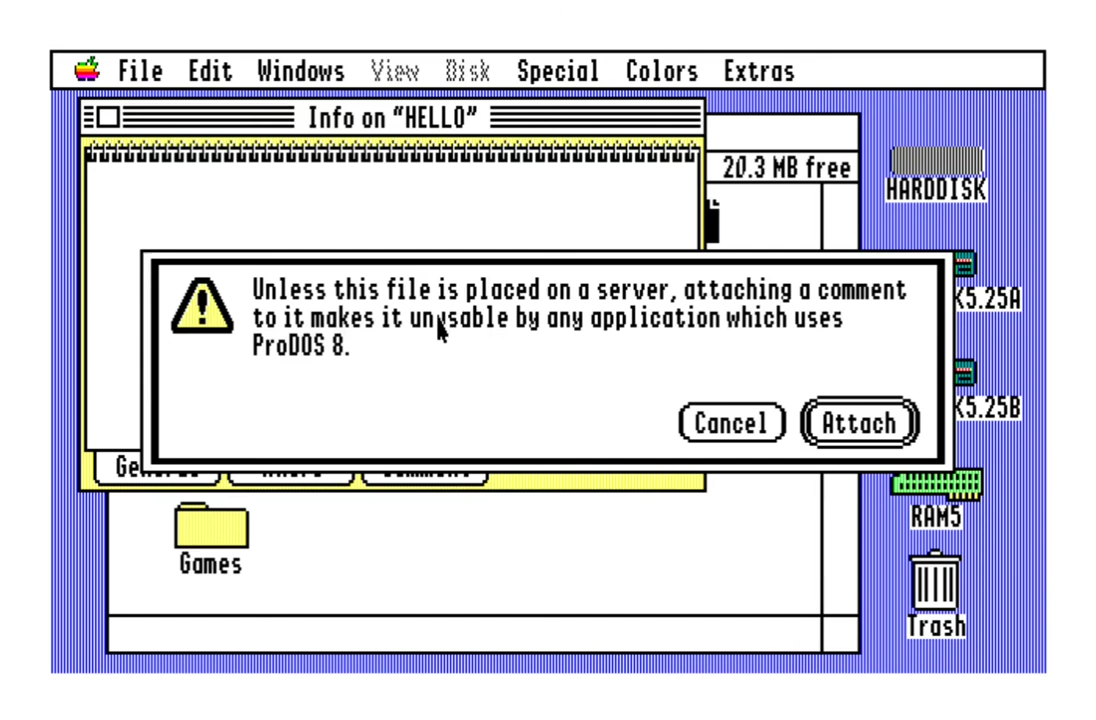 File Edit Windows View Disk Special Colors Extras
Info on “HELLO”
20.3 MB free
HARDDISK
Unless this file is placed on a server, attaching a comment
to it makes it unusable by any application which uses
ProDOS 8.
Cancel Attach
5.25A
5.25B
RAM5
Games
Trash